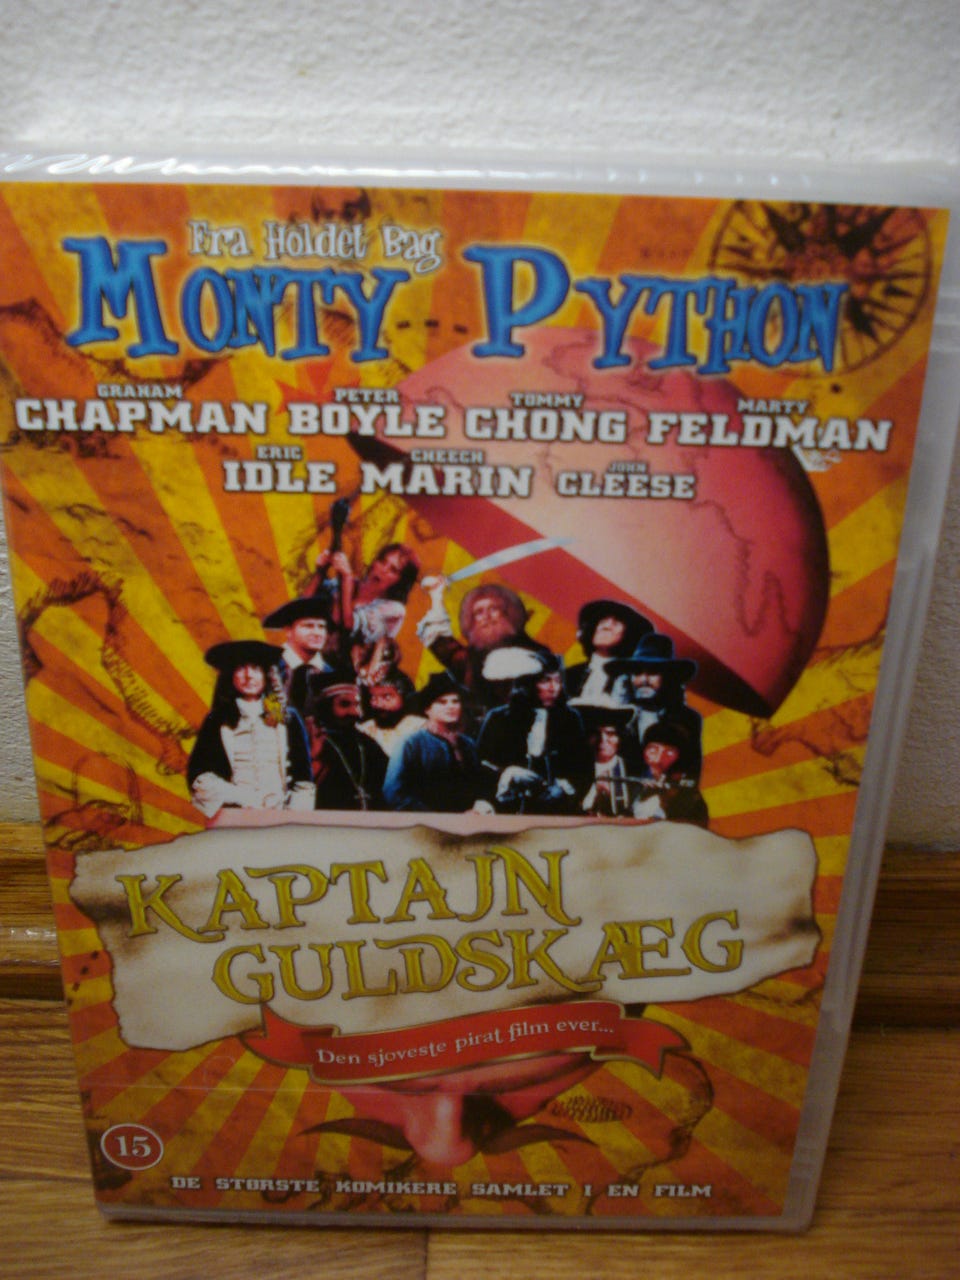 Fra Holdet Bag
MONTY PYTHON
GRAHAM PETER TOMMY MARTY
CHAPMAN BOYLE CHONG FELDMAN
ERIC CHEECH JOHN
IDLE MARIN CLEESE
KAPTAJN
GULDSKÆG
Den sjoveste pirat film ever...
15
DE STØRSTE KOMIKERE SAMLET I EN FILM